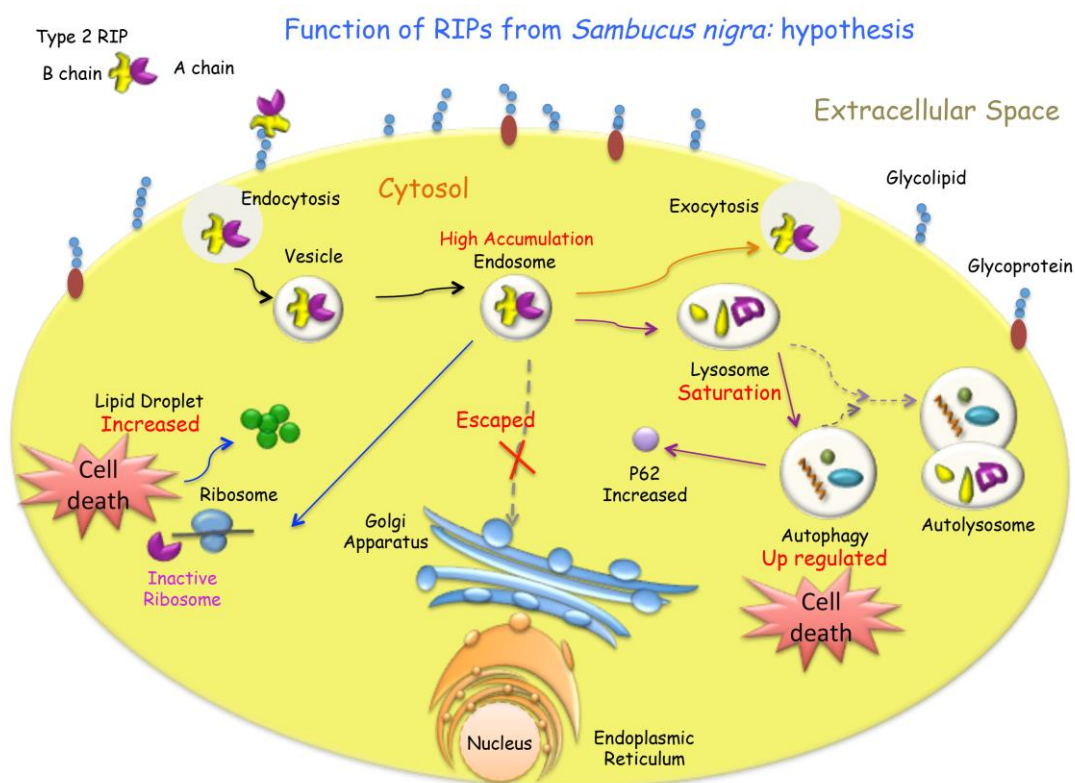 Function of RIPs from Sambucus nigra: hypothesis
Type 2 RIP
B chain
A chain
Extracellular Space
Endocytosis
Cytosol
Exocytosis
Glycolipid
Vesicle
High Accumulation
Endosome
Glycoprotein
Lysosome
Saturation
Lipid Droplet
Increased
Escaped
Cell
death
Ribosome
P62
Increased
Golgi
Apparatus
Autophagy
Up regulated
Autolysosome
Inactive
Ribosome
Cell
death
Nucleus
Endoplasmic
Reticulum